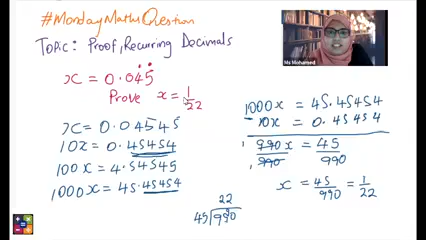 #MondayMathsQuestion
Topic: Proof, Recurring Decimals
x = 0.04̇5̇
Prove x = 1/22
x = 0.04545
10x = 0.45454
100x = 4.54545
1000x = 45.45454
1000x = 45.45454
10x = 0.45454
990x/990 = 45/990
x = 45/990 = 1/22
22
45)990
Ms Mohamed